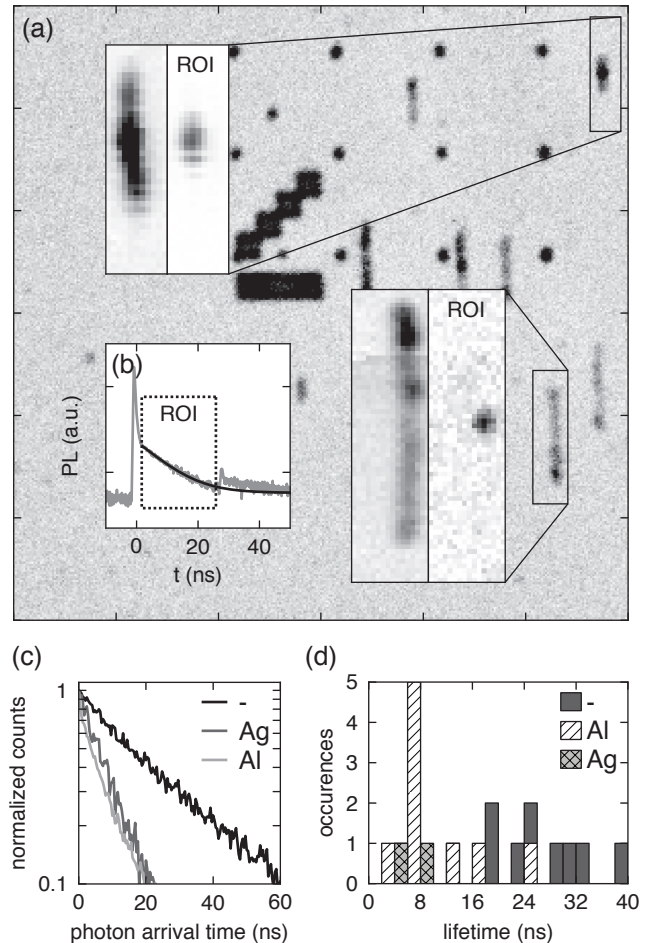 (a)
ROI
ROI
(b)
ROI
PL (a.u.)
0 20 40
t (ns)
(c)
1
0.1
-
Ag
Al
normalized counts
0 20 40 60
photon arrival time (ns)
(d)
5
4
3
2
1
0
-
Al
Ag
occurences
0 8 16 24 32 40
lifetime (ns)